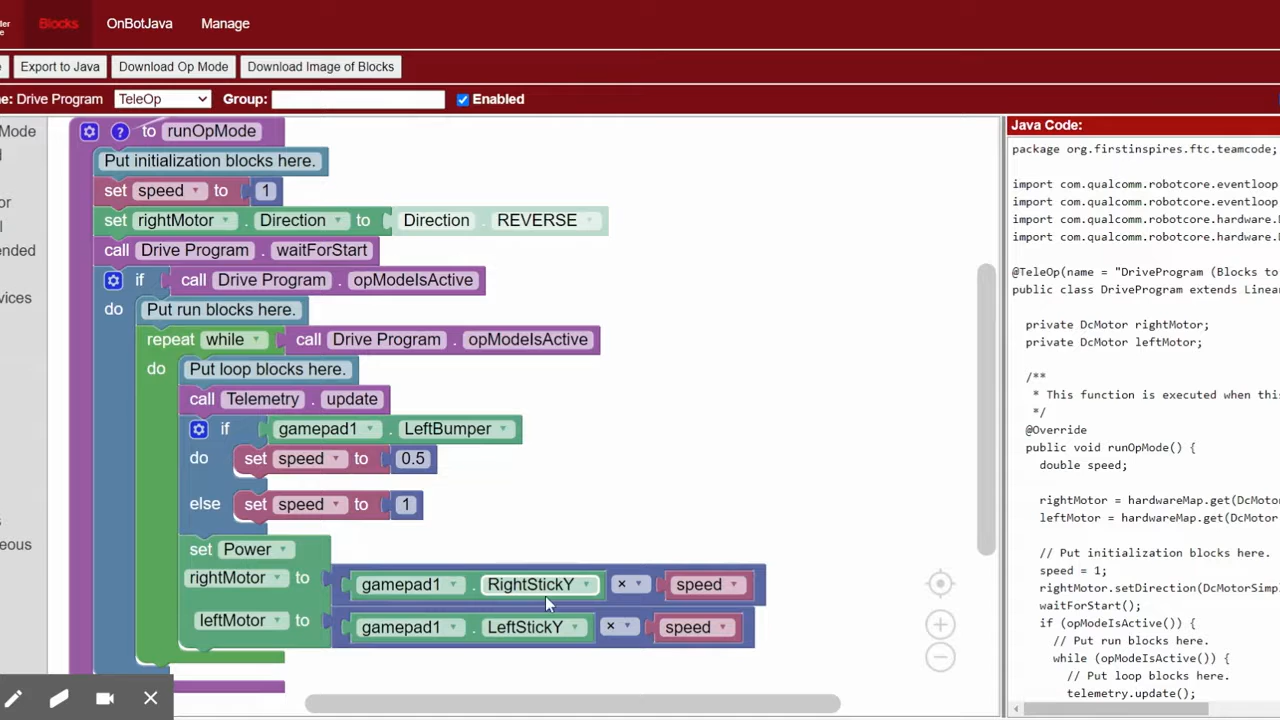 der
e
Blocks
OnBotJava
Manage
e
Export to Java
Download Op Mode
Download Image of Blocks
ne: Drive Program
TeleOp
Group:
Enabled
Mode
d
or
l
ended
vices
s
eous
to runOpMode
Put initialization blocks here.
set speed to 1
set rightMotor . Direction to Direction . REVERSE
call Drive Program . waitForStart
if call Drive Program . opModeIsActive
do Put run blocks here.
repeat while call Drive Program . opModeIsActive
do Put loop blocks here.
call Telemetry . update
if gamepad1 . LeftBumper
do set speed to 0.5
else set speed to 1
set Power
rightMotor to gamepad1 . RightStickY × speed
leftMotor to gamepad1 . LeftStickY × speed
Java Code:
package org.firstinspires.ftc.teamcode;
import com.qualcomm.robotcore.eventloop
import com.qualcomm.robotcore.eventloop
import com.qualcomm.robotcore.hardware.
import com.qualcomm.robotcore.hardware.
@TeleOp(name = "DriveProgram (Blocks to
public class DriveProgram extends Linear
private DcMotor rightMotor;
private DcMotor leftMotor;
/**
* This function is executed when this
*/
@Override
public void runOpMode() {
double speed;
rightMotor = hardwareMap.get(DcMotor
leftMotor = hardwareMap.get(DcMotor
// Put initialization blocks here.
speed = 1;
rightMotor.setDirection(DcMotorSimp
waitForStart();
if (opModeIsActive()) {
// Put run blocks here.
while (opModeIsActive()) {
// Put loop blocks here.
telemetry.update();